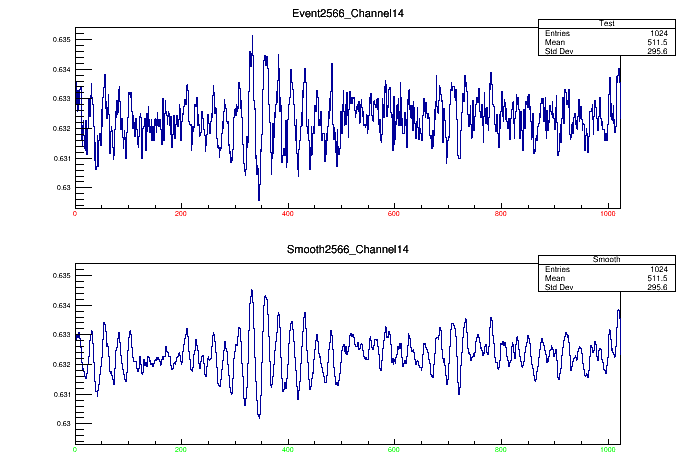 Event2566_Channel14
Test
Entries 1024
Mean 511.5
Std Dev 295.6
0.635
0.634
0.633
0.632
0.631
0.63
0 200 400 600 800 1000
Smooth2566_Channel14
Smooth
Entries 1024
Mean 511.5
Std Dev 295.6
0.635
0.634
0.633
0.632
0.631
0.63
0 200 400 600 800 1000